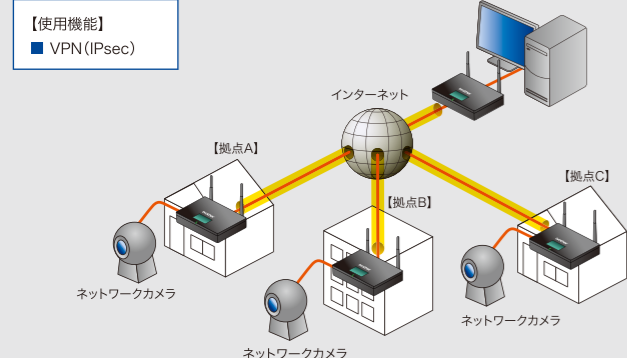 【使用機能】
VPN(IPsec)
インターネット
【拠点A】
【拠点B】
【拠点C】
ネットワークカメラ
ネットワークカメラ
ネットワークカメラ